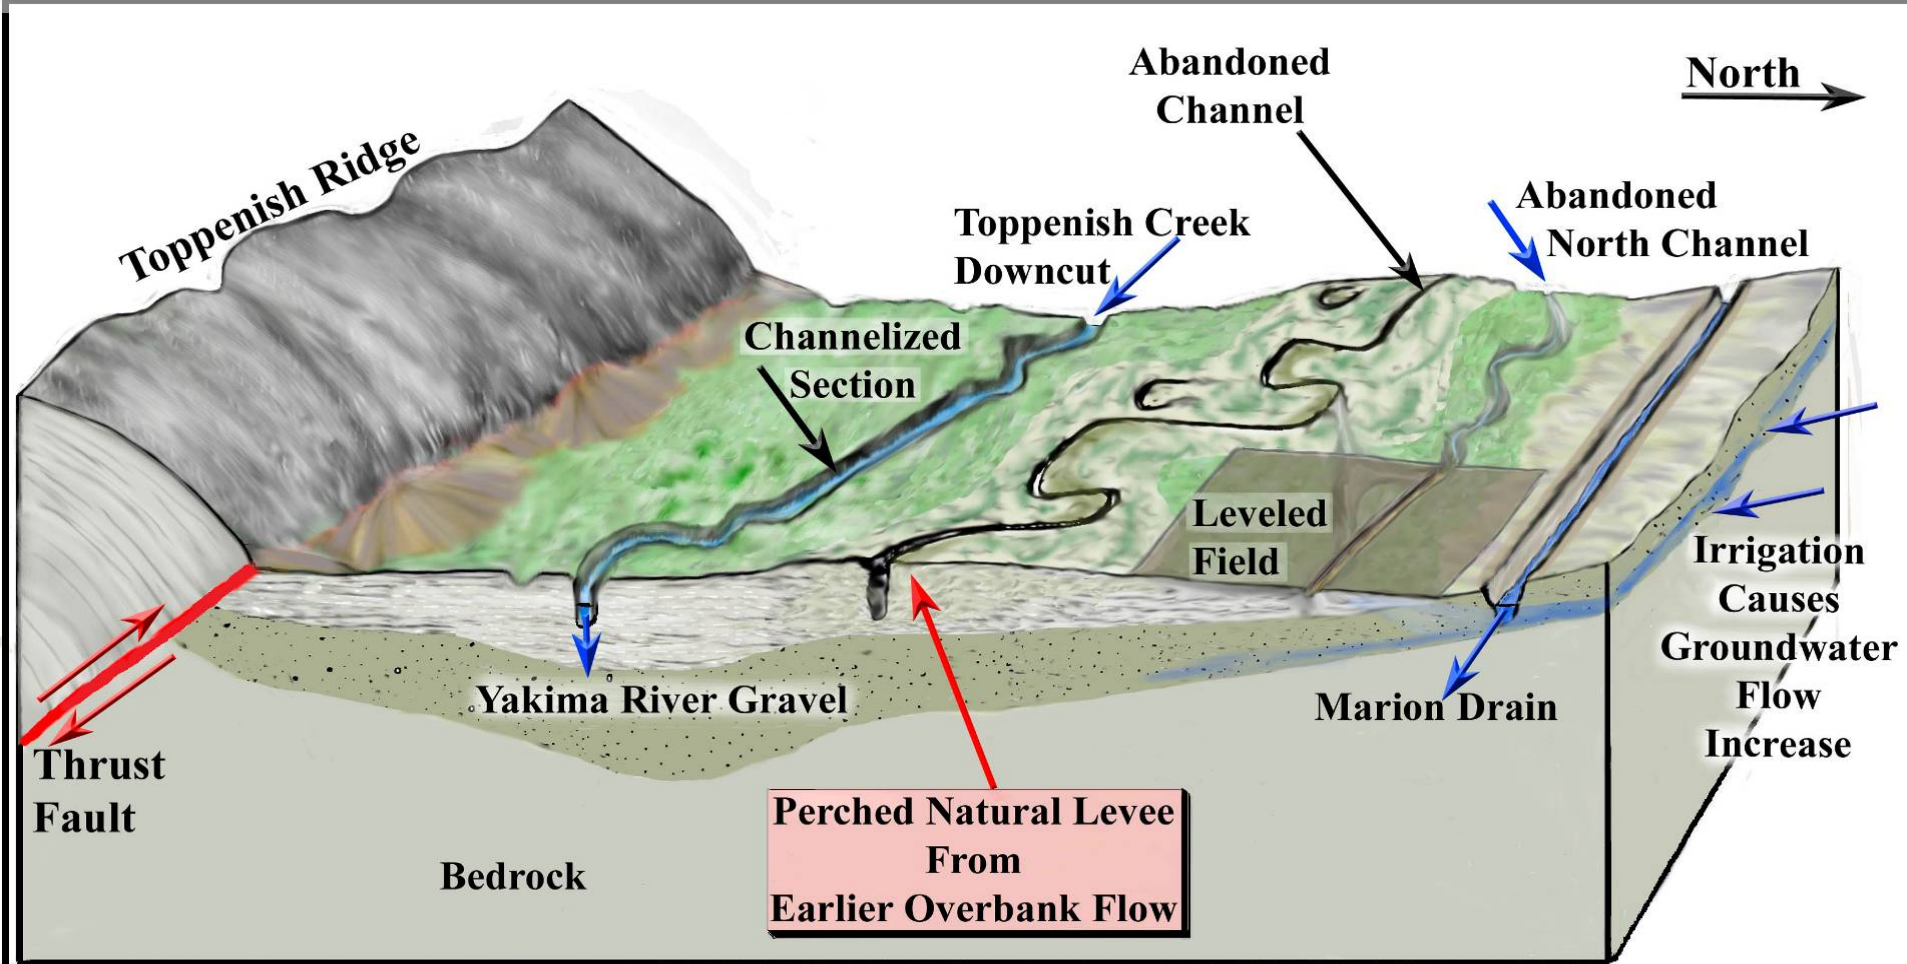 Toppenish Ridge
Abandoned
Channel
North
Toppenish Creek
Downcut
Abandoned
North Channel
Channelized
Section
Leveled
Field
Irrigation
Causes
Groundwater
Flow
Increase
Yakima River Gravel
Marion Drain
Thrust
Fault
Perched Natural Levee
From
Earlier Overbank Flow
Bedrock